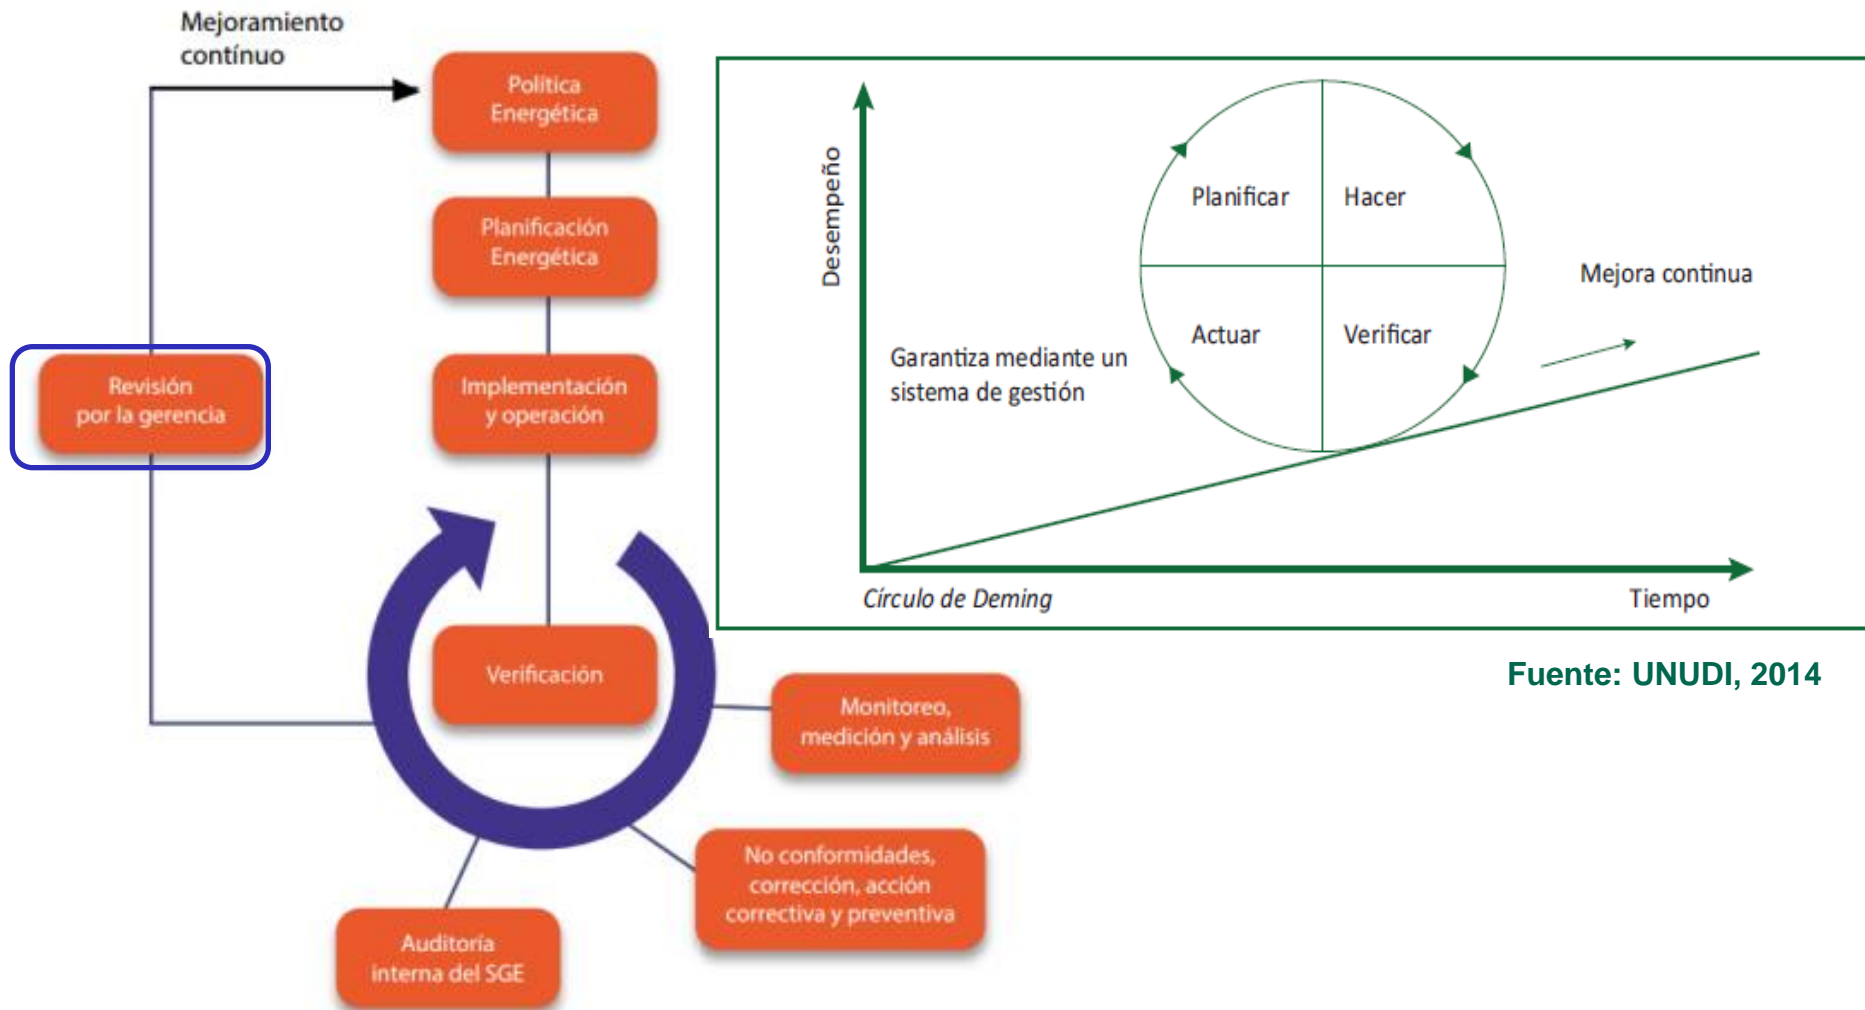 Mejoramiento
contínuo
Política
Energética
Planificación
Energética
Revisión
por la gerencia
Implementación
y operación
Verificación
Monitoreo,
medición y análisis
No conformidades,
corrección, acción
correctiva y preventiva
Auditoría
interna del SGE
Desempeño
Planificar
Hacer
Actuar
Verificar
Mejora continua
Garantiza mediante un
sistema de gestión
Círculo de Deming
Tiempo
Fuente: UNUDI, 2014